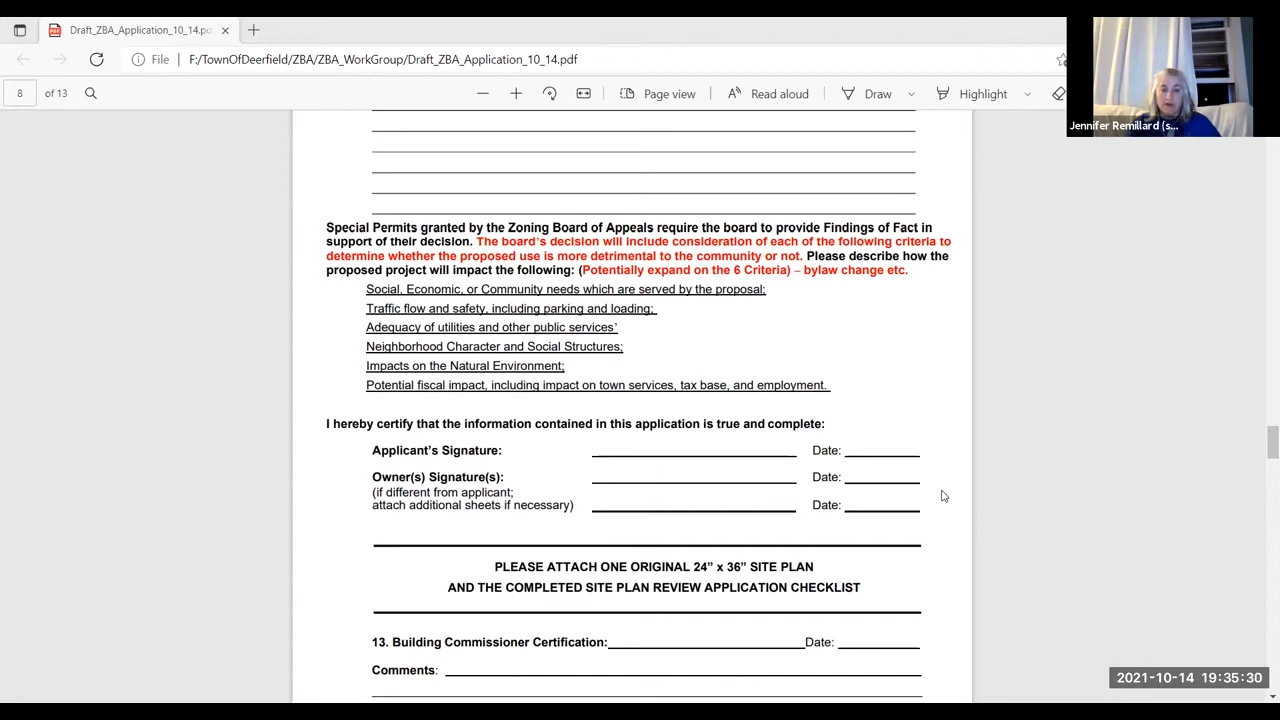 Draft_ZBA_Application_10_14.pd
File F:/TownOfDeerfield/ZBA/ZBA_WorkGroup/Draft_ZBA_Application_10_14.pdf
8 of 13 Page view Read aloud Draw Highlight
Jennifer Remillard (s...
Special Permits granted by the Zoning Board of Appeals require the board to provide Findings of Fact in
support of their decision. The board's decision will include consideration of each of the following criteria to
determine whether the proposed use is more detrimental to the community or not. Please describe how the
proposed project will impact the following: (Potentially expand on the 6 Criteria) – bylaw change etc.
Social, Economic, or Community needs which are served by the proposal;
Traffic flow and safety, including parking and loading;
Adequacy of utilities and other public services'
Neighborhood Character and Social Structures;
Impacts on the Natural Environment;
Potential fiscal impact, including impact on town services, tax base, and employment.
I hereby certify that the information contained in this application is true and complete:
Applicant's Signature: Date:
Owner(s) Signature(s): Date:
(if different from applicant;
attach additional sheets if necessary) Date:
PLEASE ATTACH ONE ORIGINAL 24” x 36” SITE PLAN
AND THE COMPLETED SITE PLAN REVIEW APPLICATION CHECKLIST
13. Building Commissioner Certification: Date:
Comments:
2021-10-14 19:35:30